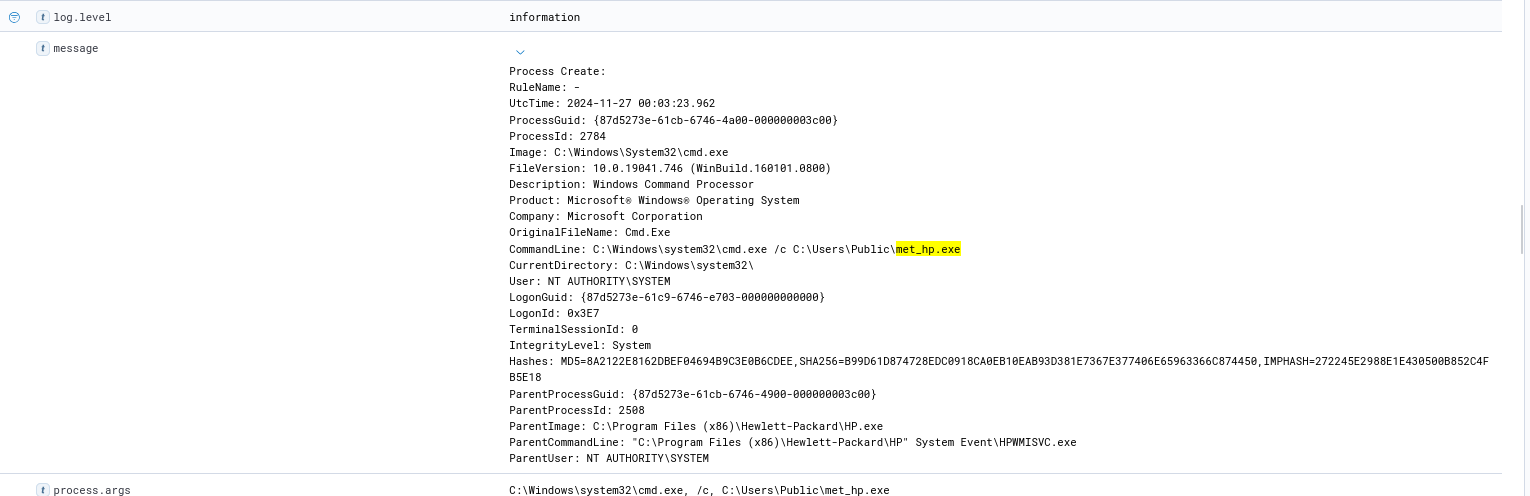 log.level information
message
Process Create:
RuleName: -
UtcTime: 2024-11-27 00:03:23.962
ProcessGuid: {87d5273e-61cb-6746-4a00-000000003c00}
ProcessId: 2784
Image: C:\Windows\System32\cmd.exe
FileVersion: 10.0.19041.746 (WinBuild.160101.0800)
Description: Windows Command Processor
Product: Microsoft® Windows® Operating System
Company: Microsoft Corporation
OriginalFileName: Cmd.Exe
CommandLine: C:\Windows\system32\cmd.exe /c C:\Users\Public\met_hp.exe
CurrentDirectory: C:\Windows\system32\
User: NT AUTHORITY\SYSTEM
LogonGuid: {87d5273e-61c9-6746-e703-000000000000}
LogonId: 0x3E7
TerminalSessionId: 0
IntegrityLevel: System
Hashes: MD5=8A2122E8162DBEF04694B9C3E0B6CDEE,SHA256=B99D61D874728EDC0918CA0EB10EAB93D381E7367E377406E65963366C874450,IMPHASH=272245E2988E1E430500B852C4F
B5E18
ParentProcessGuid: {87d5273e-61cb-6746-4900-000000003c00}
ParentProcessId: 2508
ParentImage: C:\Program Files (x86)\Hewlett-Packard\HP.exe
ParentCommandLine: "C:\Program Files (x86)\Hewlett-Packard\HP" System Event\HPWMISVC.exe
ParentUser: NT AUTHORITY\SYSTEM
process.args C:\Windows\system32\cmd.exe, /c, C:\Users\Public\met_hp.exe